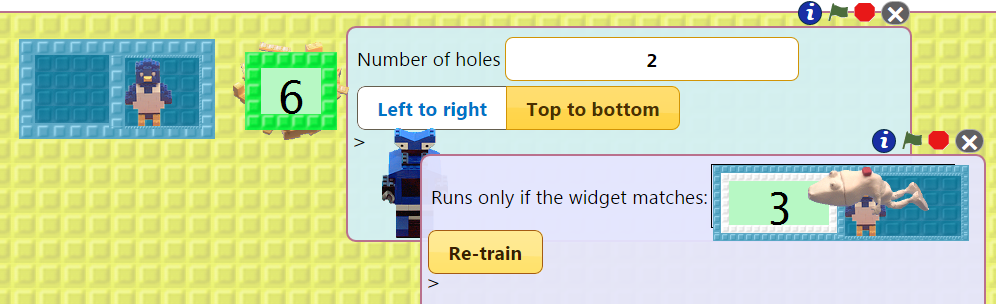 Number of holes 2
6
Left to right Top to bottom
>
Runs only if the widget matches: 3
Re-train
>